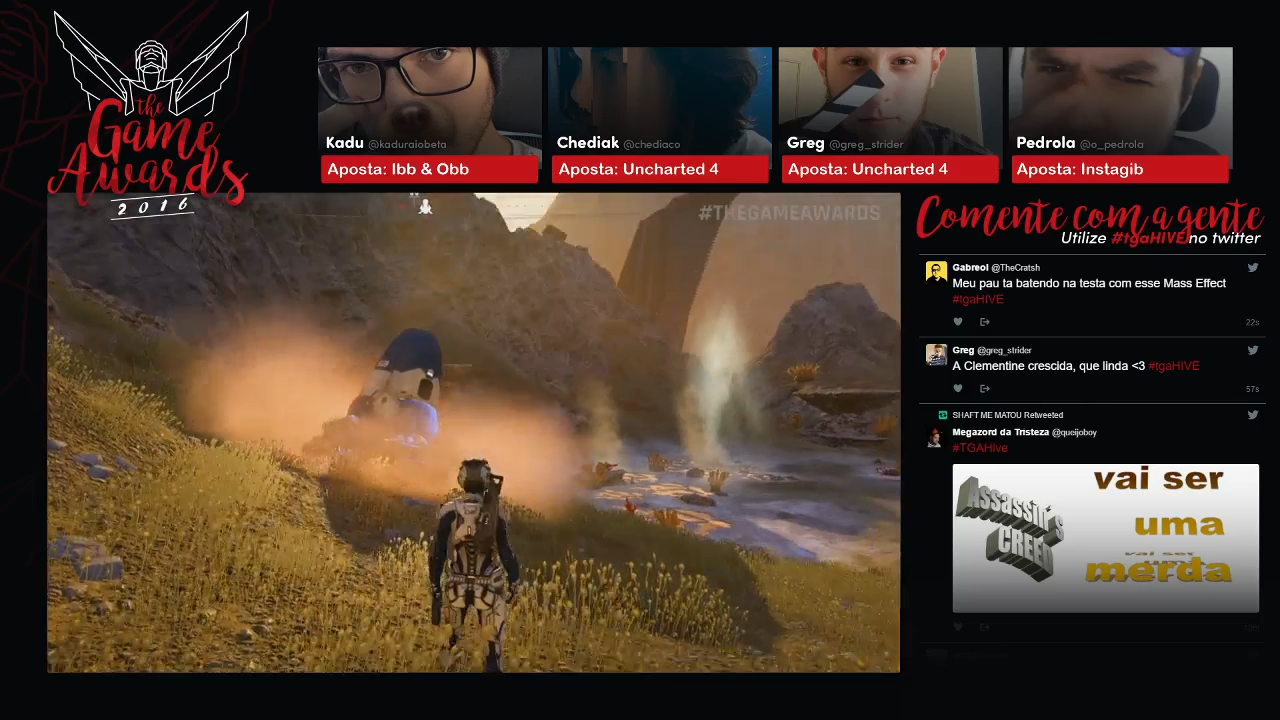 the
Game
Awards
2016
Kadu @kaduraiobeta
Aposta: Ibb & Obb
Chediak @chediaco
Aposta: Uncharted 4
Greg @greg_strider
Aposta: Uncharted 4
Pedrola @o_pedrola
Aposta: Instagib
#THEGAMEAWARDS
Comente com a gente
Utilize #tgaHIVE no twitter
Gabreol @TheCratsh
Meu pau ta batendo na testa com esse Mass Effect
#tgaHIVE
22s
Greg @greg_strider
A Clementine crescida, que linda <3 #tgaHIVE
57s
SHAFT ME MATOU Retweeted
Megazord da Tristeza @queijoboy
#TGAHive
Assassin's
CREED
vai ser
uma
vai ser
merda